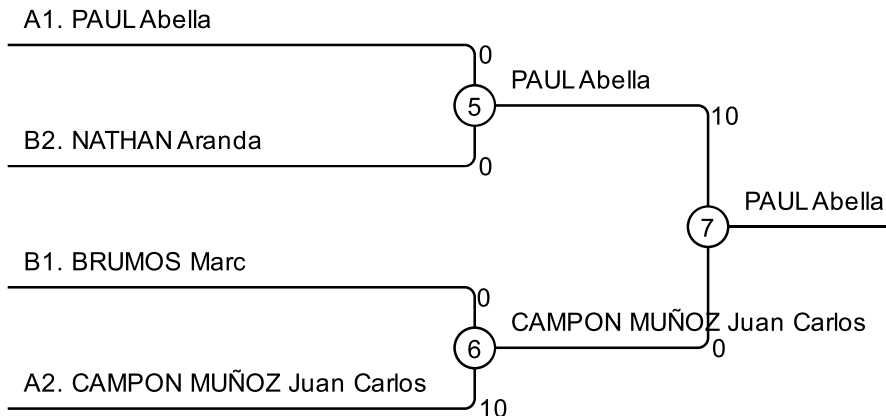 A1. PAUL Abella
0
5
PAUL Abella
10
B2. NATHAN Aranda
0
7
PAUL Abella
B1. BRUMOS Marc
0
6
CAMPON MUÑOZ Juan Carlos
0
A2. CAMPON MUÑOZ Juan Carlos
10